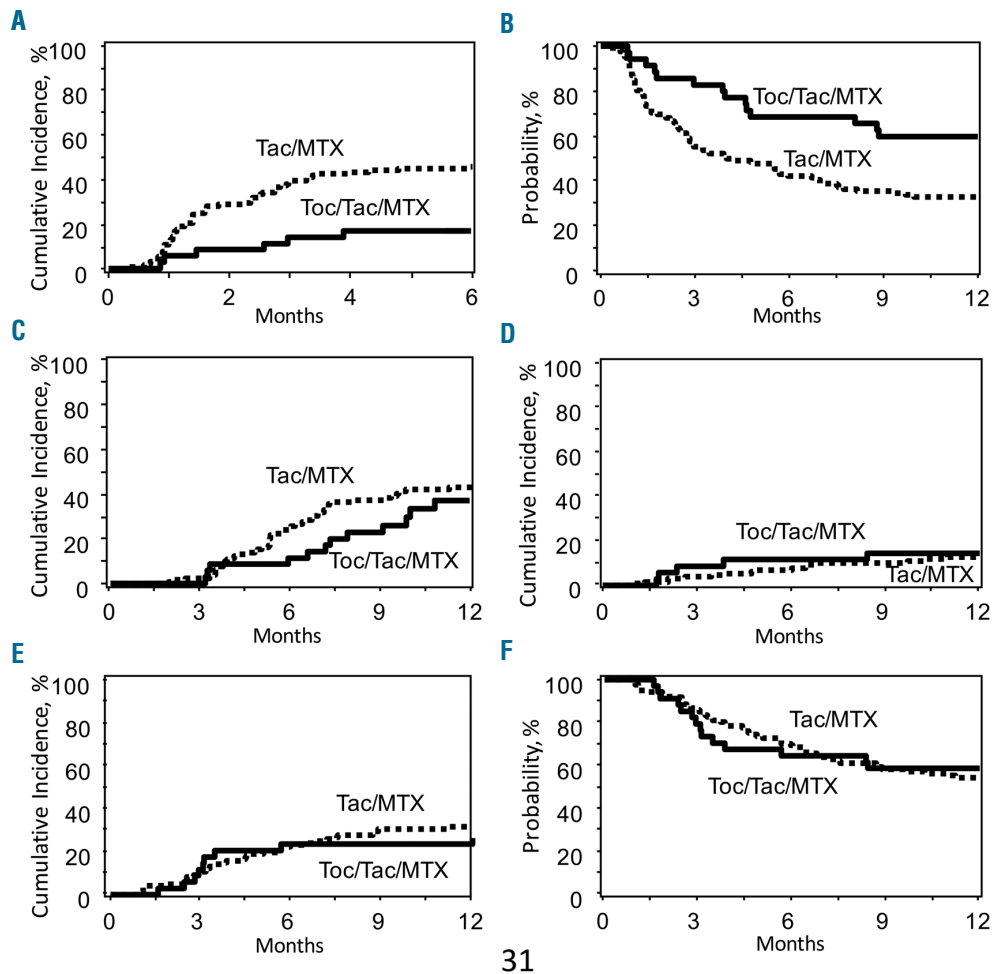 A
Cumulative Incidence, %
100
80
60
40
20
0
Tac/MTX
Toc/Tac/MTX
0 2 4 6
Months
B
Probability, %
100
80
60
40
20
0
Toc/Tac/MTX
Tac/MTX
0 3 6 9 12
Months
C
Cumulative Incidence, %
100
80
60
40
20
0
Tac/MTX
Toc/Tac/MTX
0 3 6 9 12
Months
D
Cumulative Incidence, %
100
80
60
40
20
0
Toc/Tac/MTX
Tac/MTX
0 3 6 9 12
Months
E
Cumulative Incidence, %
100
80
60
40
20
0
Tac/MTX
Toc/Tac/MTX
0 3 6 9 12
Months
F
Probability, %
100
80
60
40
20
0
Tac/MTX
Toc/Tac/MTX
0 3 6 9 12
Months
31